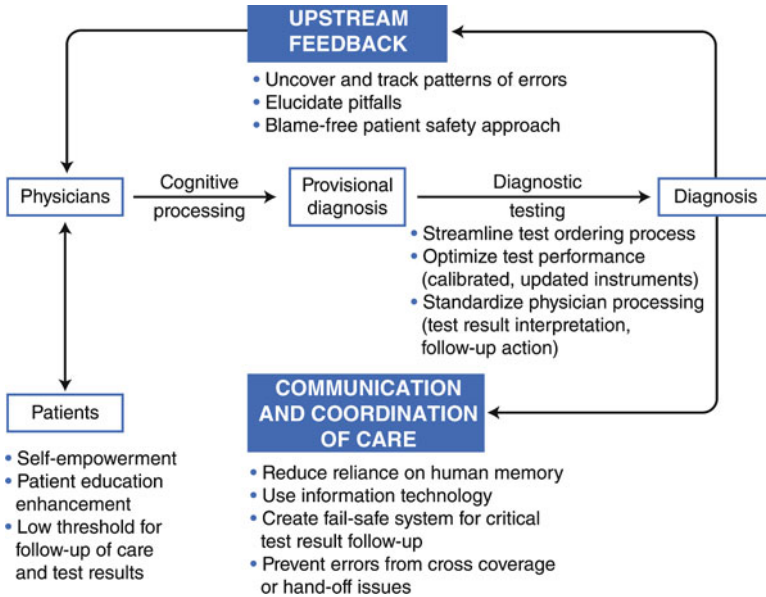 UPSTREAM
FEEDBACK
• Uncover and track patterns of errors
• Elucidate pitfalls
• Blame-free patient safety approach
Physicians
Cognitive
processing
Provisional
diagnosis
Diagnostic
testing
Diagnosis
• Streamline test ordering process
• Optimize test performance
(calibrated, updated instruments)
• Standardize physician processing
(test result interpretation,
follow-up action)
Patients
• Self-empowerment
• Patient education
enhancement
• Low threshold for
follow-up of care
and test results
COMMUNICATION
AND COORDINATION
OF CARE
• Reduce reliance on human memory
• Use information technology
• Create fail-safe system for critical
test result follow-up
• Prevent errors from cross coverage
or hand-off issues